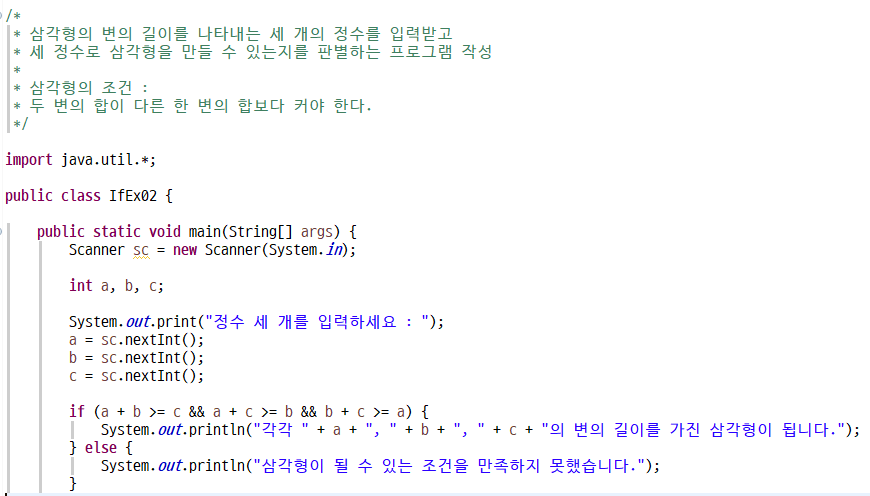 /*
 * 삼각형의 변의 길이를 나타내는 세 개의 정수를 입력받고
 * 세 정수로 삼각형을 만들 수 있는지를 판별하는 프로그램 작성
 *
 * 삼각형의 조건 :
 * 두 변의 합이 다른 한 변의 합보다 커야 한다.
 */
import java.util.*;
public class IfEx02 {
public static void main(String[] args) {
Scanner sc = new Scanner(System.in);
int a, b, c;
System.out.print("정수 세 개를 입력하세요 : ");
a = sc.nextInt();
b = sc.nextInt();
c = sc.nextInt();
if (a + b >= c && a + c >= b && b + c >= a) {
System.out.println("각각 " + a + ", " + b + ", " + c + "의 변의 길이를 가진 삼각형이 됩니다.");
} else {
System.out.println("삼각형이 될 수 있는 조건을 만족하지 못했습니다.");
}